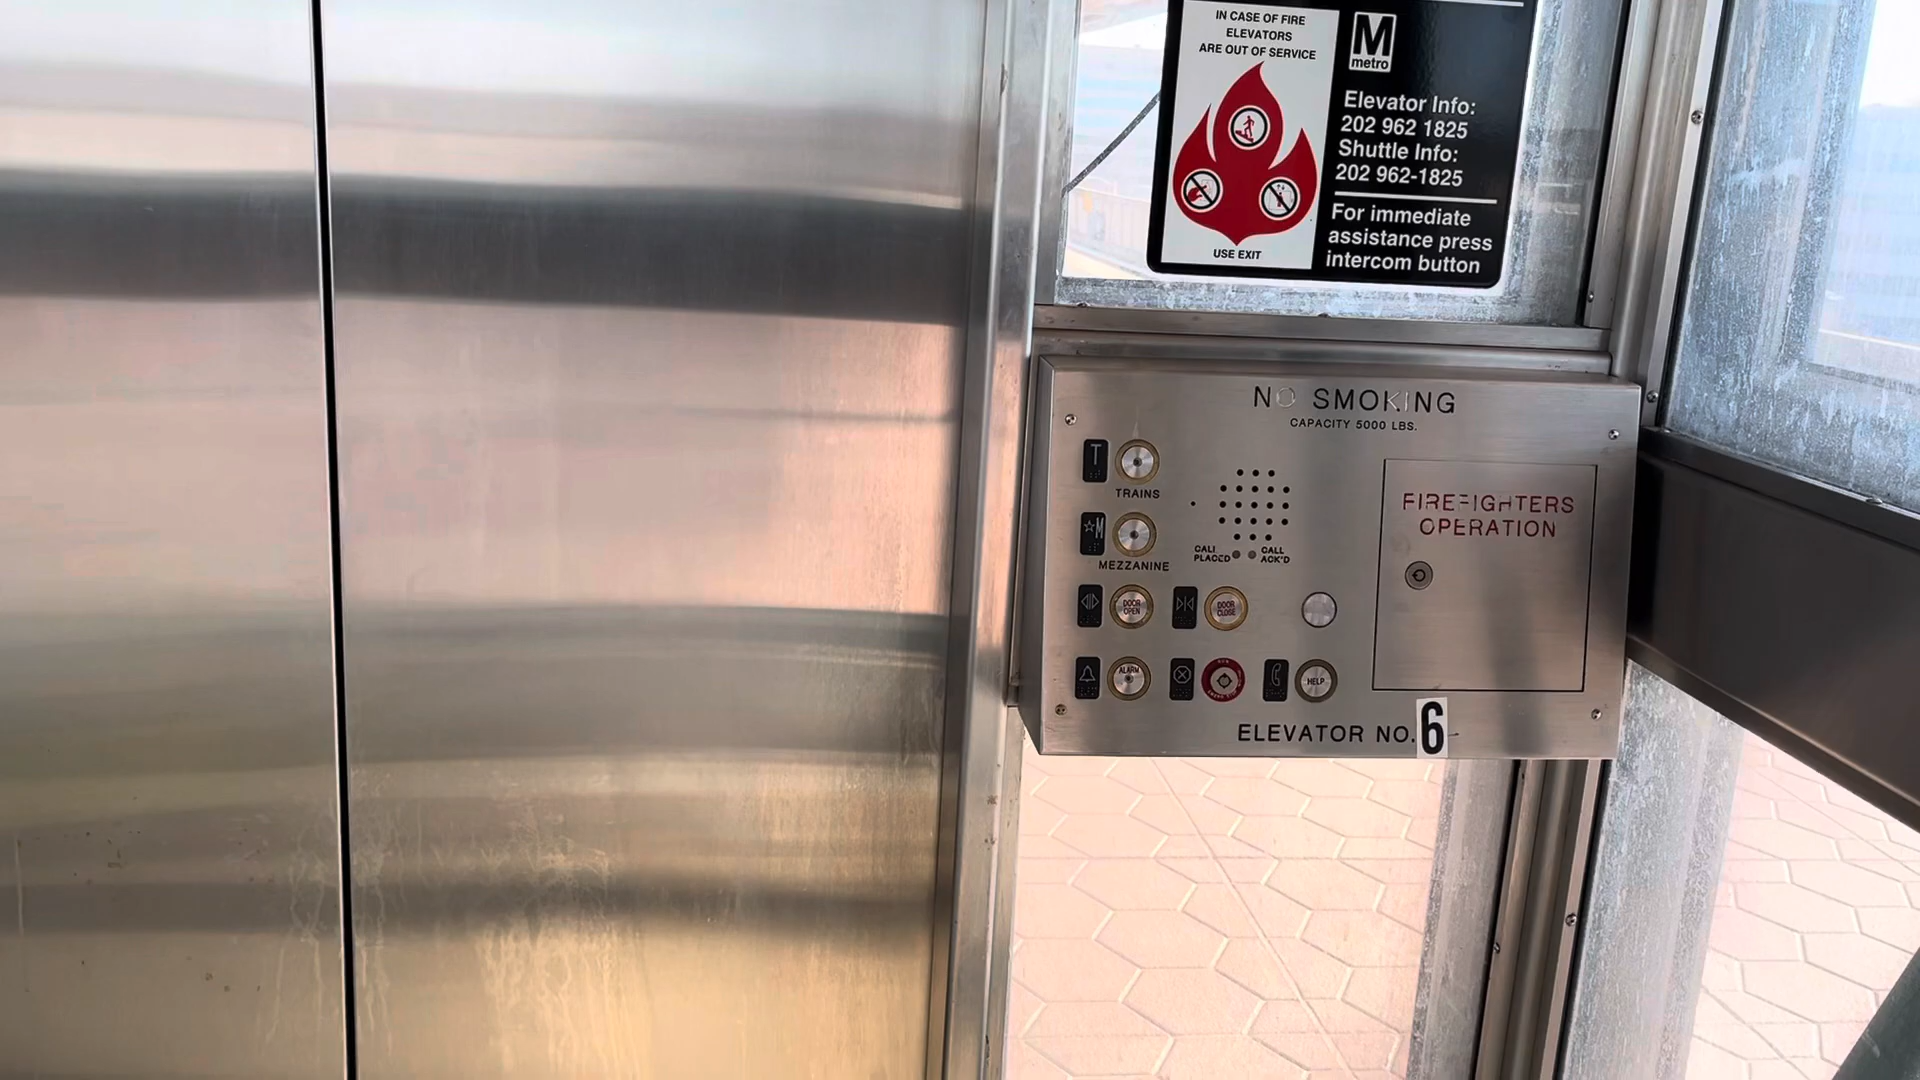 IN CASE OF FIRE
ELEVATORS
ARE OUT OF SERVICE
USE EXIT
M
metro
Elevator Info:
202 962 1825
Shuttle Info:
202 962-1825
For immediate
assistance press
intercom button
NO SMOKING
CAPACITY 5000 LBS.
T
TRAINS
☆M
MEZZANINE
CALL PLACED
CALL ACK'D
DOOR OPEN
DOOR CLOSE
ALARM
HELP
FIREFIGHTERS
OPERATION
ELEVATOR NO. 6